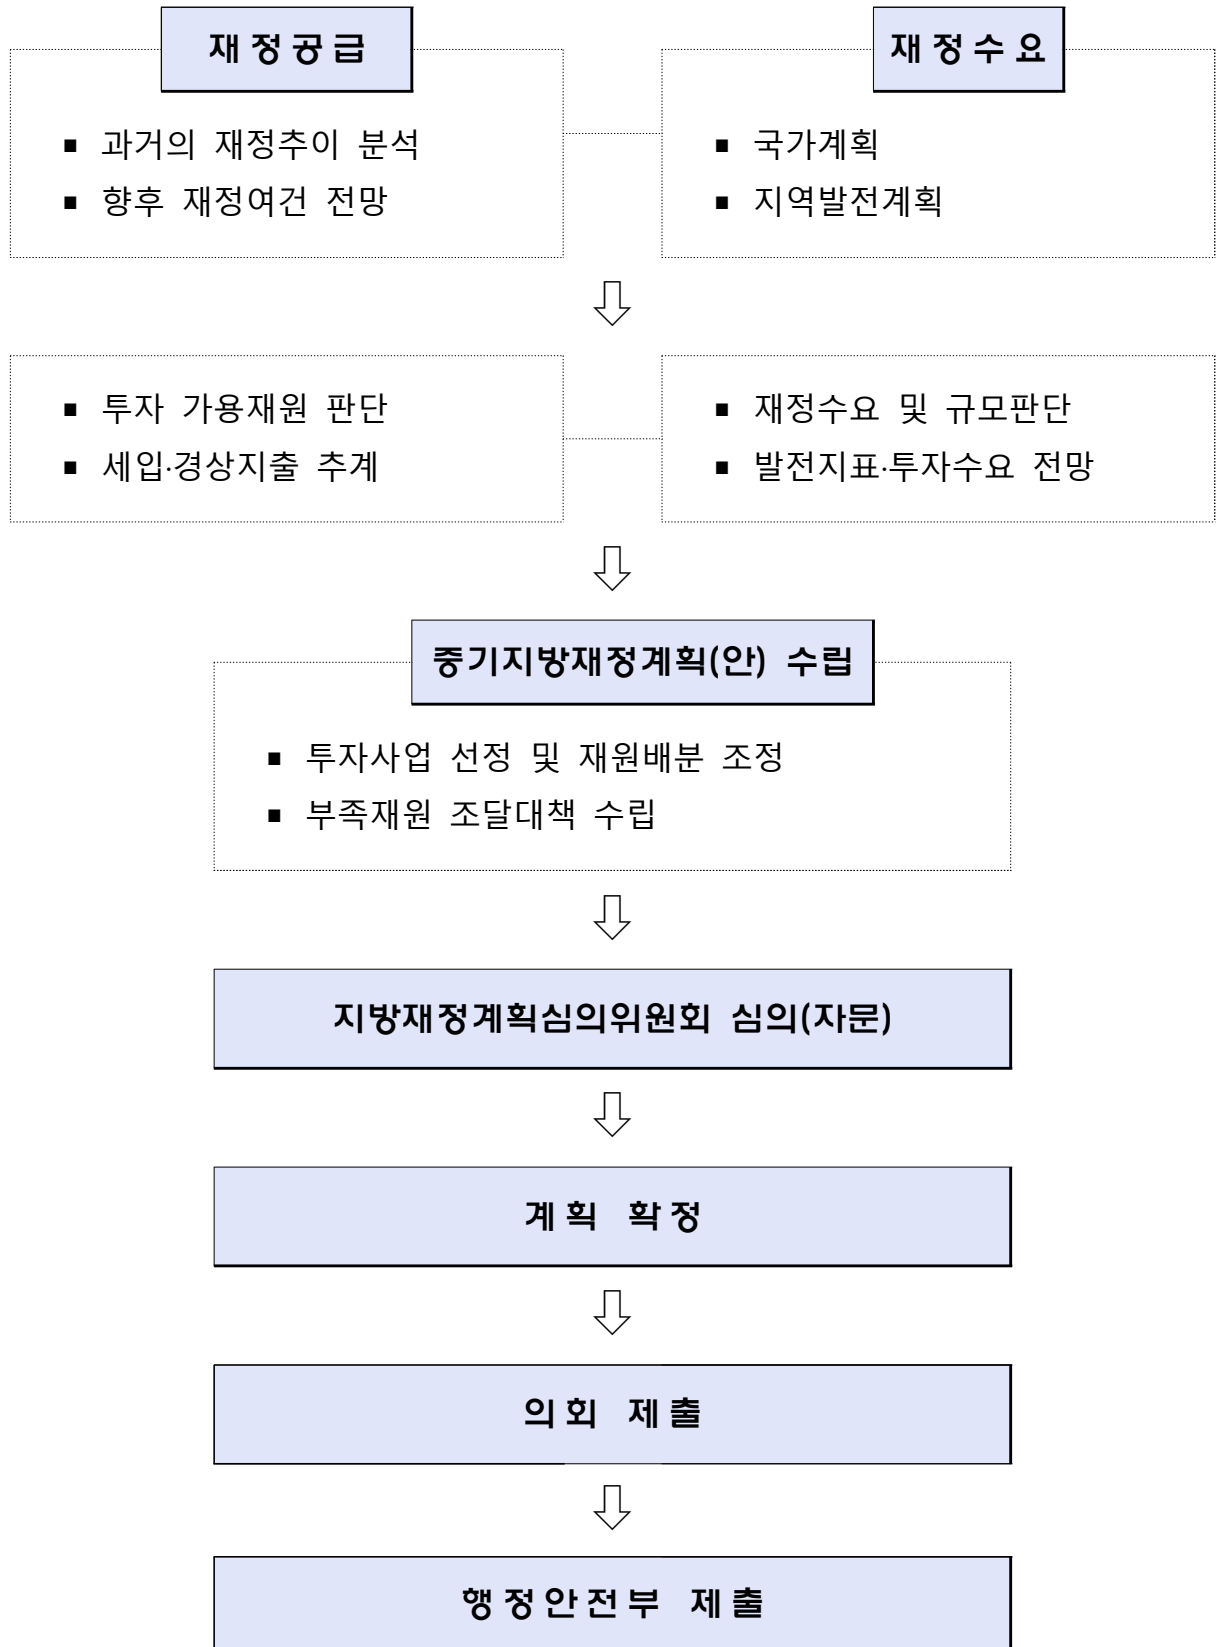 재정공급
■ 과거의 재정추이 분석
■ 향후 재정여건 전망
재정수요
■ 국가계획
■ 지역발전계획
■ 투자 가용재원 판단
■ 세입·경상지출 추계
■ 재정수요 및 규모판단
■ 발전지표·투자수요 전망
중기지방재정계획(안) 수립
■ 투자사업 선정 및 재원배분 조정
■ 부족재원 조달대책 수립
지방재정계획심의위원회 심의(자문)
계획 확정
의회 제출
행정안전부 제출